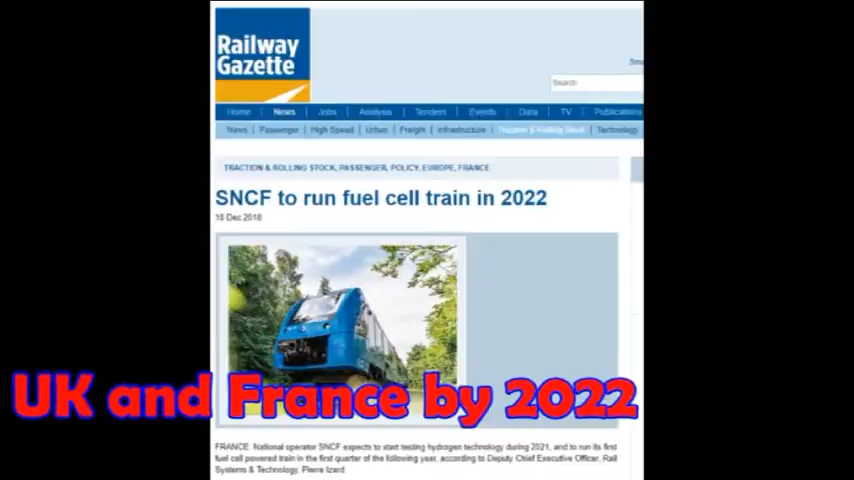 Railway
Gazette
Search
Home News Jobs Analysis Tenders Events Data TV Publications
News Passenger High Speed Urban Freight Infrastructure Traction & Rolling Stock Technology
TRACTION & ROLLING STOCK, PASSENGER, POLICY, EUROPE, FRANCE
SNCF to run fuel cell train in 2022
10 Dec 2018
UK and France by 2022
FRANCE: National operator SNCF expects to start testing hydrogen technology during 2021, and to run its first
fuel cell powered train in the first quarter of the following year, according to Deputy Chief Executive Officer, Rail
Systems & Technology, Pierre Izard